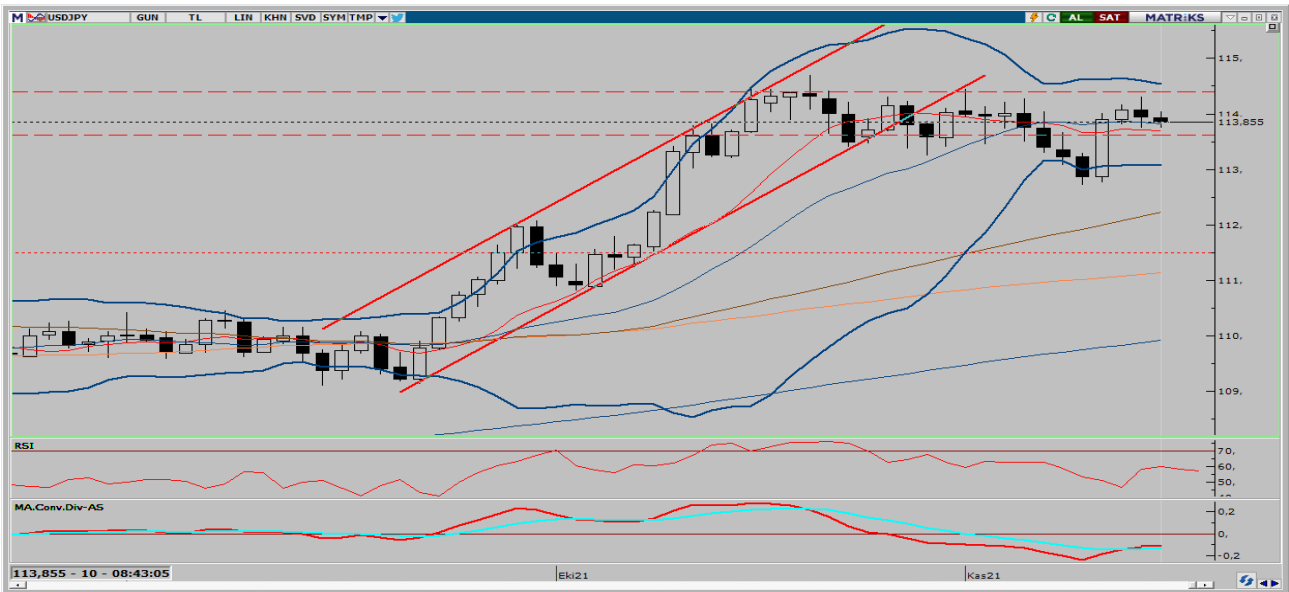 M USDJPY GUN TL LIN KHN SVD SYM TMP AL SAT MATRiKS
115,
114,
113,855
113,
112,
111,
110,
109,
RSI
70,
60,
50,
MA.Conv.Div-AS
0,2
0,
-0,2
113,855 - 10 - 08:43:05
Eki21
Kas21